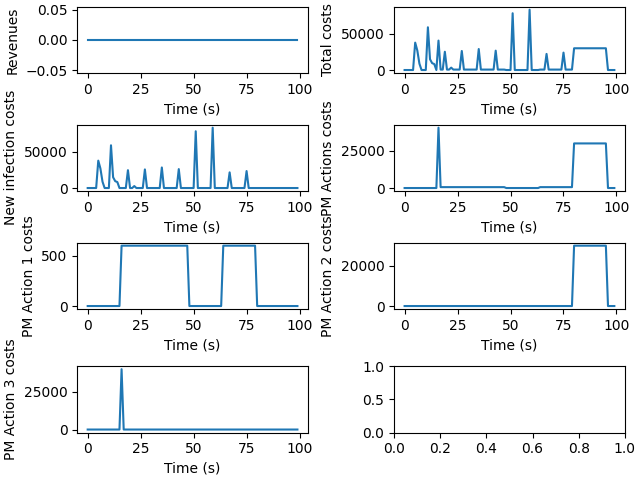 Revenues
0.05
0.00
−0.05
0 25 50 75 100
Time (s)
Total costs
50000
0
0 25 50 75 100
Time (s)
New infection costs
50000
0
0 25 50 75 100
Time (s)
PM Actions costs
25000
0
0 25 50 75 100
Time (s)
PM Action 1 costs
500
0
0 25 50 75 100
Time (s)
PM Action 2 costs
20000
0
0 25 50 75 100
Time (s)
PM Action 3 costs
25000
0
0 25 50 75 100
Time (s)
1.0
0.5
0.0
0.0 0.2 0.4 0.6 0.8 1.0